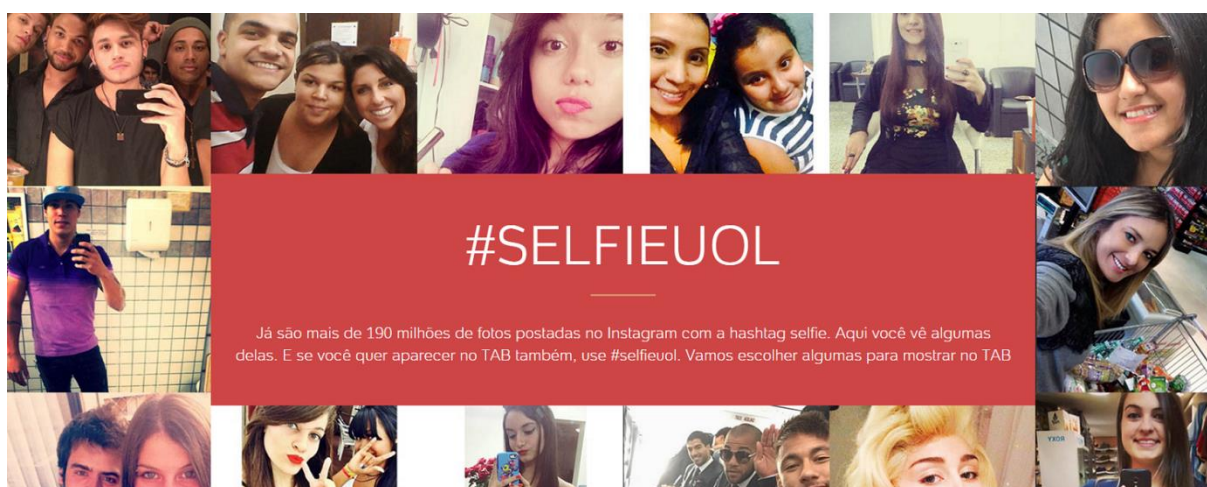 #SELFIEUOL
Já são mais de 190 milhões de fotos postadas no Instagram com a hashtag selfie. Aqui você vê algumas
delas. E se você quer aparecer no TAB também, use #selfieuol. Vamos escolher algumas para mostrar no TAB